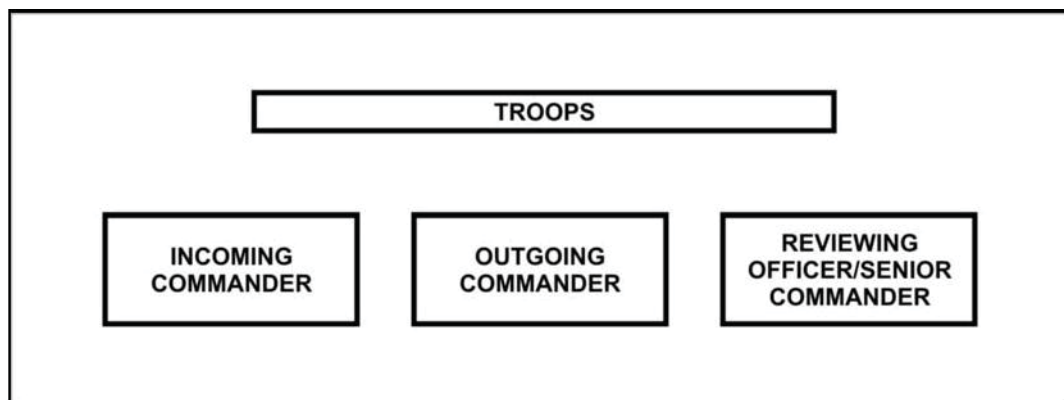 TROOPS
INCOMING
COMMANDER
OUTGOING
COMMANDER
REVIEWING
OFFICER/SENIOR
COMMANDER